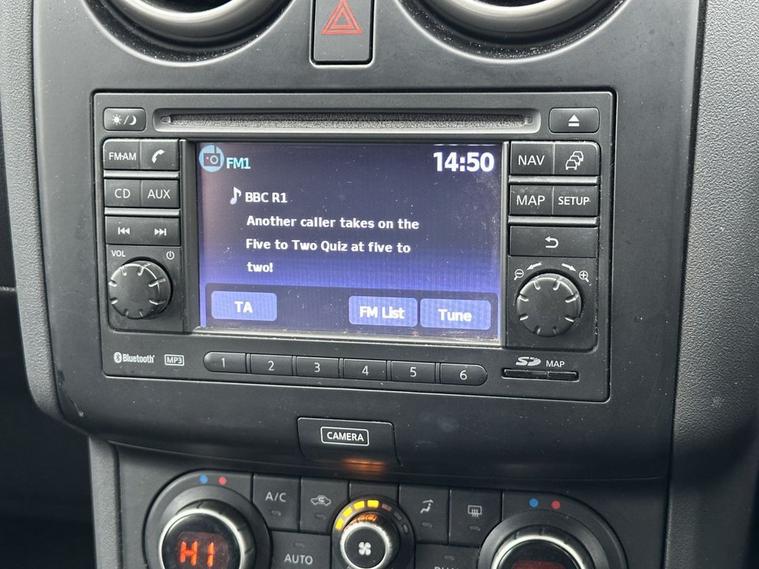 FM1 14:50
BBC R1
Another caller takes on the
Five to Two Quiz at five to
two!
TA FM List Tune
FM·AM
CD AUX
VOL
NAV
MAP SETUP
Bluetooth MP3
1 2 3 4 5 6
SD MAP
CAMERA
A/C
HI
AUTO